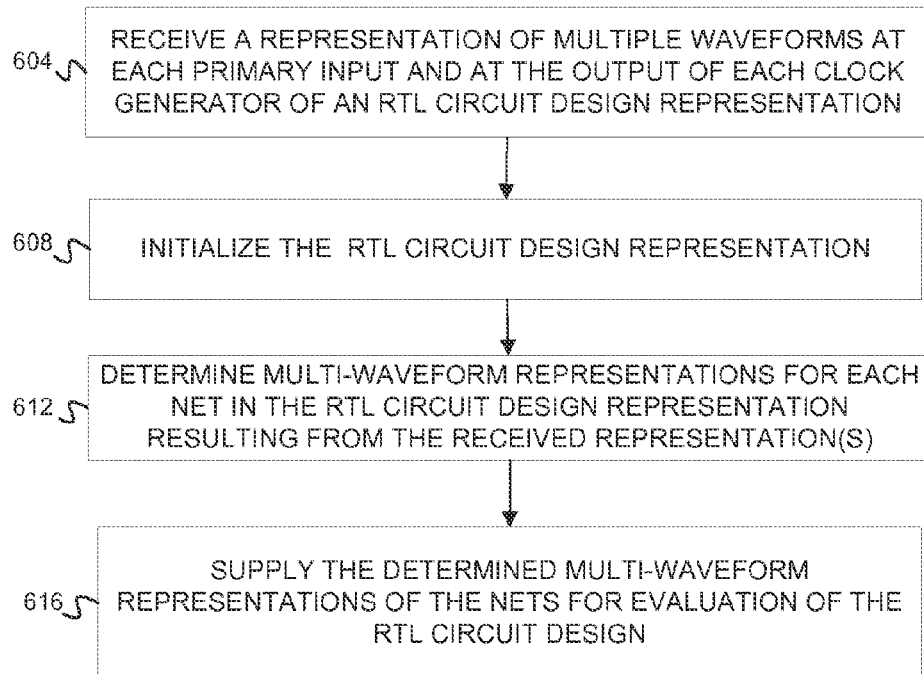 604
RECEIVE A REPRESENTATION OF MULTIPLE WAVEFORMS AT
EACH PRIMARY INPUT AND AT THE OUTPUT OF EACH CLOCK
GENERATOR OF AN RTL CIRCUIT DESIGN REPRESENTATION
608
INITIALIZE THE RTL CIRCUIT DESIGN REPRESENTATION
612
DETERMINE MULTI-WAVEFORM REPRESENTATIONS FOR EACH
NET IN THE RTL CIRCUIT DESIGN REPRESENTATION
RESULTING FROM THE RECEIVED REPRESENTATION(S)
616
SUPPLY THE DETERMINED MULTI-WAVEFORM
REPRESENTATIONS OF THE NETS FOR EVALUATION OF THE
RTL CIRCUIT DESIGN